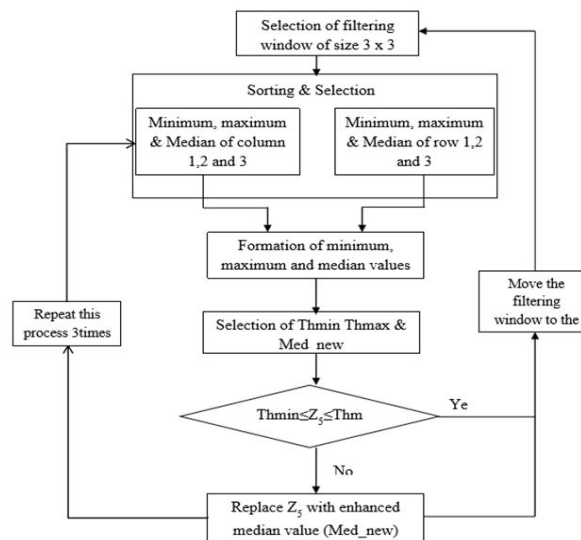 Selection of filtering
window of size 3 x 3
Sorting & Selection
Minimum, maximum
& Median of column
1,2 and 3
Minimum, maximum
& Median of row 1,2
and 3
Formation of minimum,
maximum and median values
Repeat this
process 3times
Move the
filtering
window to the
Selection of Thmin Thmax &
Med_new
Thmin≤Z₅≤Thm
Ye
No
Replace Z₅ with enhanced
median value (Med_new)